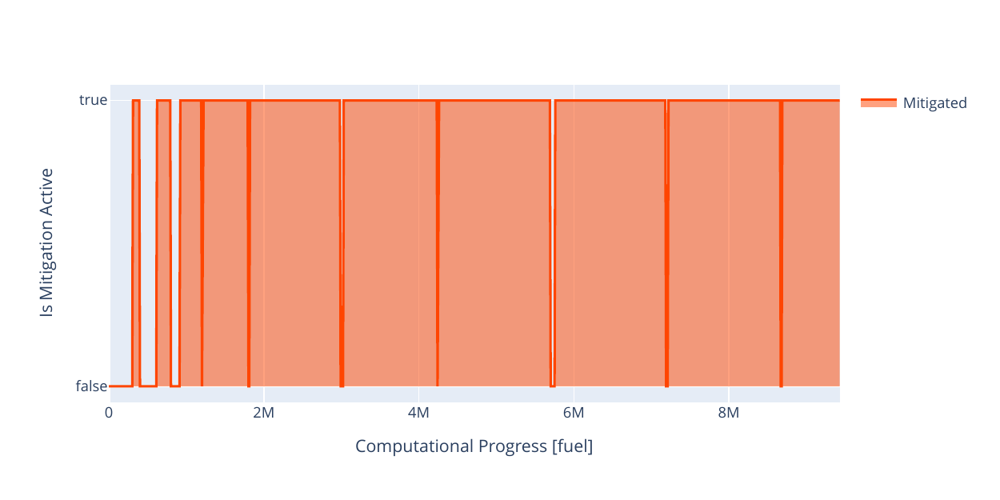 true
Mitigated
Is Mitigation Active
false
0
2M
4M
6M
8M
Computational Progress [fuel]